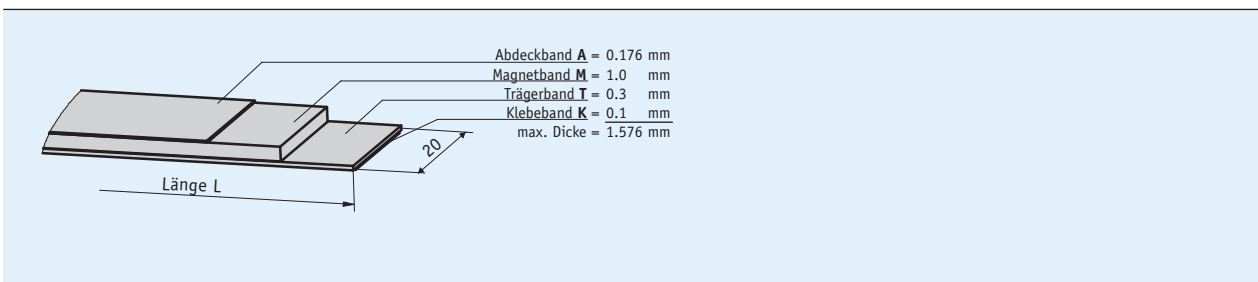 Abdeckband A = 0.176 mm
Magnetband M = 1.0 mm
Trägerband T = 0.3 mm
Klebeband K = 0.1 mm
max. Dicke = 1.576 mm
20
Länge L